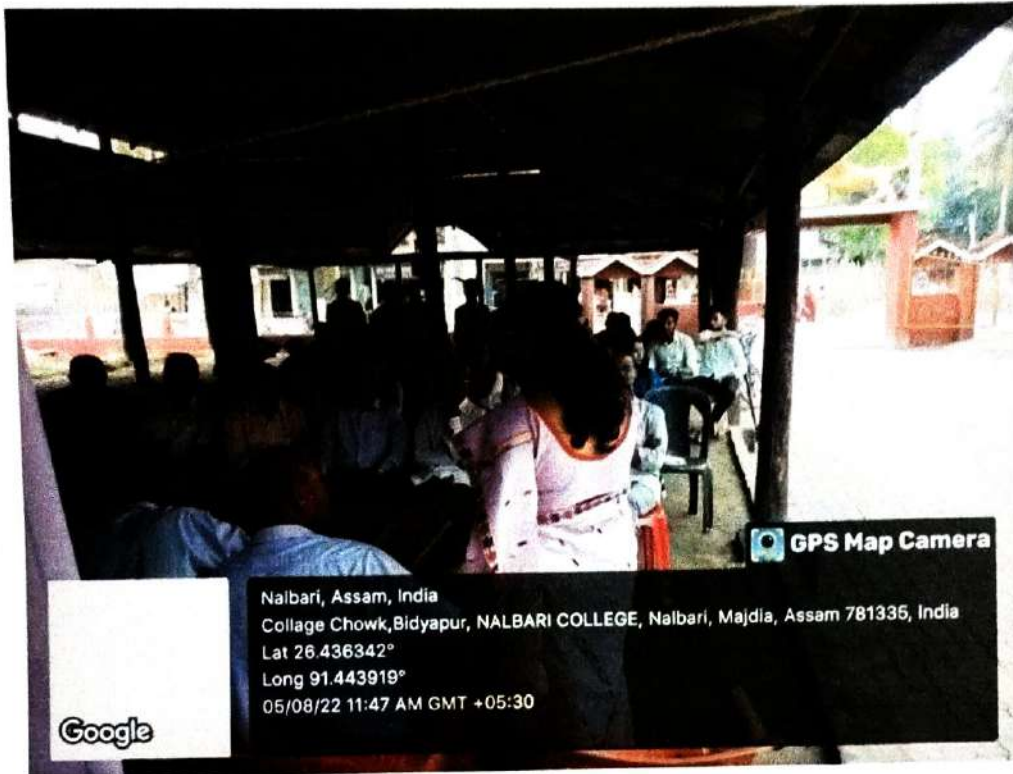 GPS Map Camera
Nalbari, Assam, India
Collage Chowk,Bidyapur, NALBARI COLLEGE, Nalbari, Majdia, Assam 781335, India
Lat 26.436342°
Long 91.443919°
05/08/22 11:47 AM GMT +05:30
Google